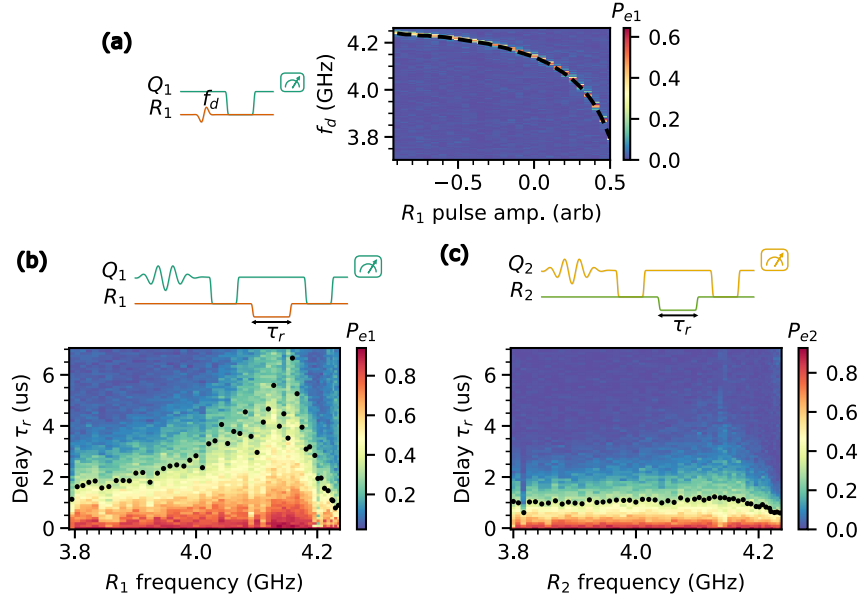 (a)
Q1
R1
fd
fd (GHz)
4.2
4.0
3.8
−0.5
0.0
0.5
R1 pulse amp. (arb)
Pe1
0.6
0.4
0.2
0.0
(b)
Q1
R1
τr
Pe1
0.8
0.6
0.4
0.2
Delay τr (us)
6
4
2
0
3.8
4.0
4.2
R1 frequency (GHz)
(c)
Q2
R2
τr
Pe2
0.8
0.6
0.4
0.2
0.0
Delay τr (us)
6
4
2
0
3.8
4.0
4.2
R2 frequency (GHz)